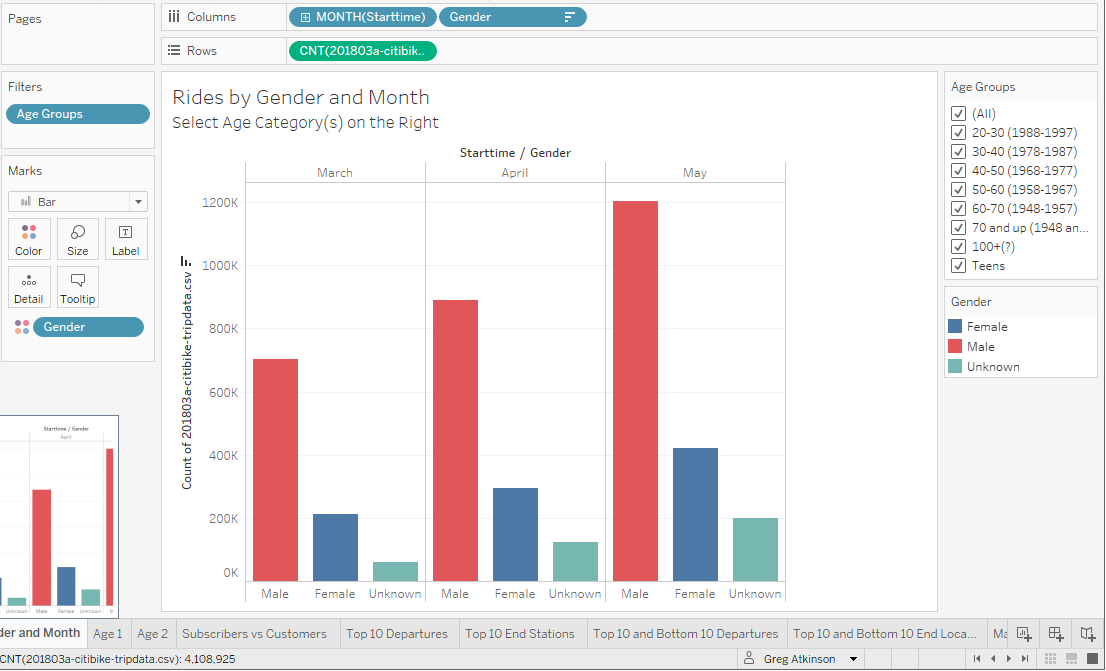 Pages
Columns
MONTH(Starttime)
Gender
Rows
CNT(201803a-citibik..
Filters
Age Groups
Marks
Bar
Color
Size
Label
Detail
Tooltip
Gender
Rides by Gender and Month
Select Age Category(s) on the Right
Starttime / Gender
March
April
May
Count of 201803a-citibike-tripdata.csv
1200K
1000K
800K
600K
400K
200K
0K
Male
Female
Unknown
Male
Female
Unknown
Male
Female
Unknown
Age Groups
(All)
20-30 (1988-1997)
30-40 (1978-1987)
40-50 (1968-1977)
50-60 (1958-1967)
60-70 (1948-1957)
70 and up (1948 an...
100+(?)
Teens
Gender
Female
Male
Unknown
Starttime / Gender
April
Unknown
Male
Female
Unknown
der and Month
Age 1
Age 2
Subscribers vs Customers
Top 10 Departures
Top 10 End Stations
Top 10 and Bottom 10 Departures
Top 10 and Bottom 10 End Loca...
Ma
CNT(201803a-citibike-tripdata.csv): 4,108,925
Greg Atkinson